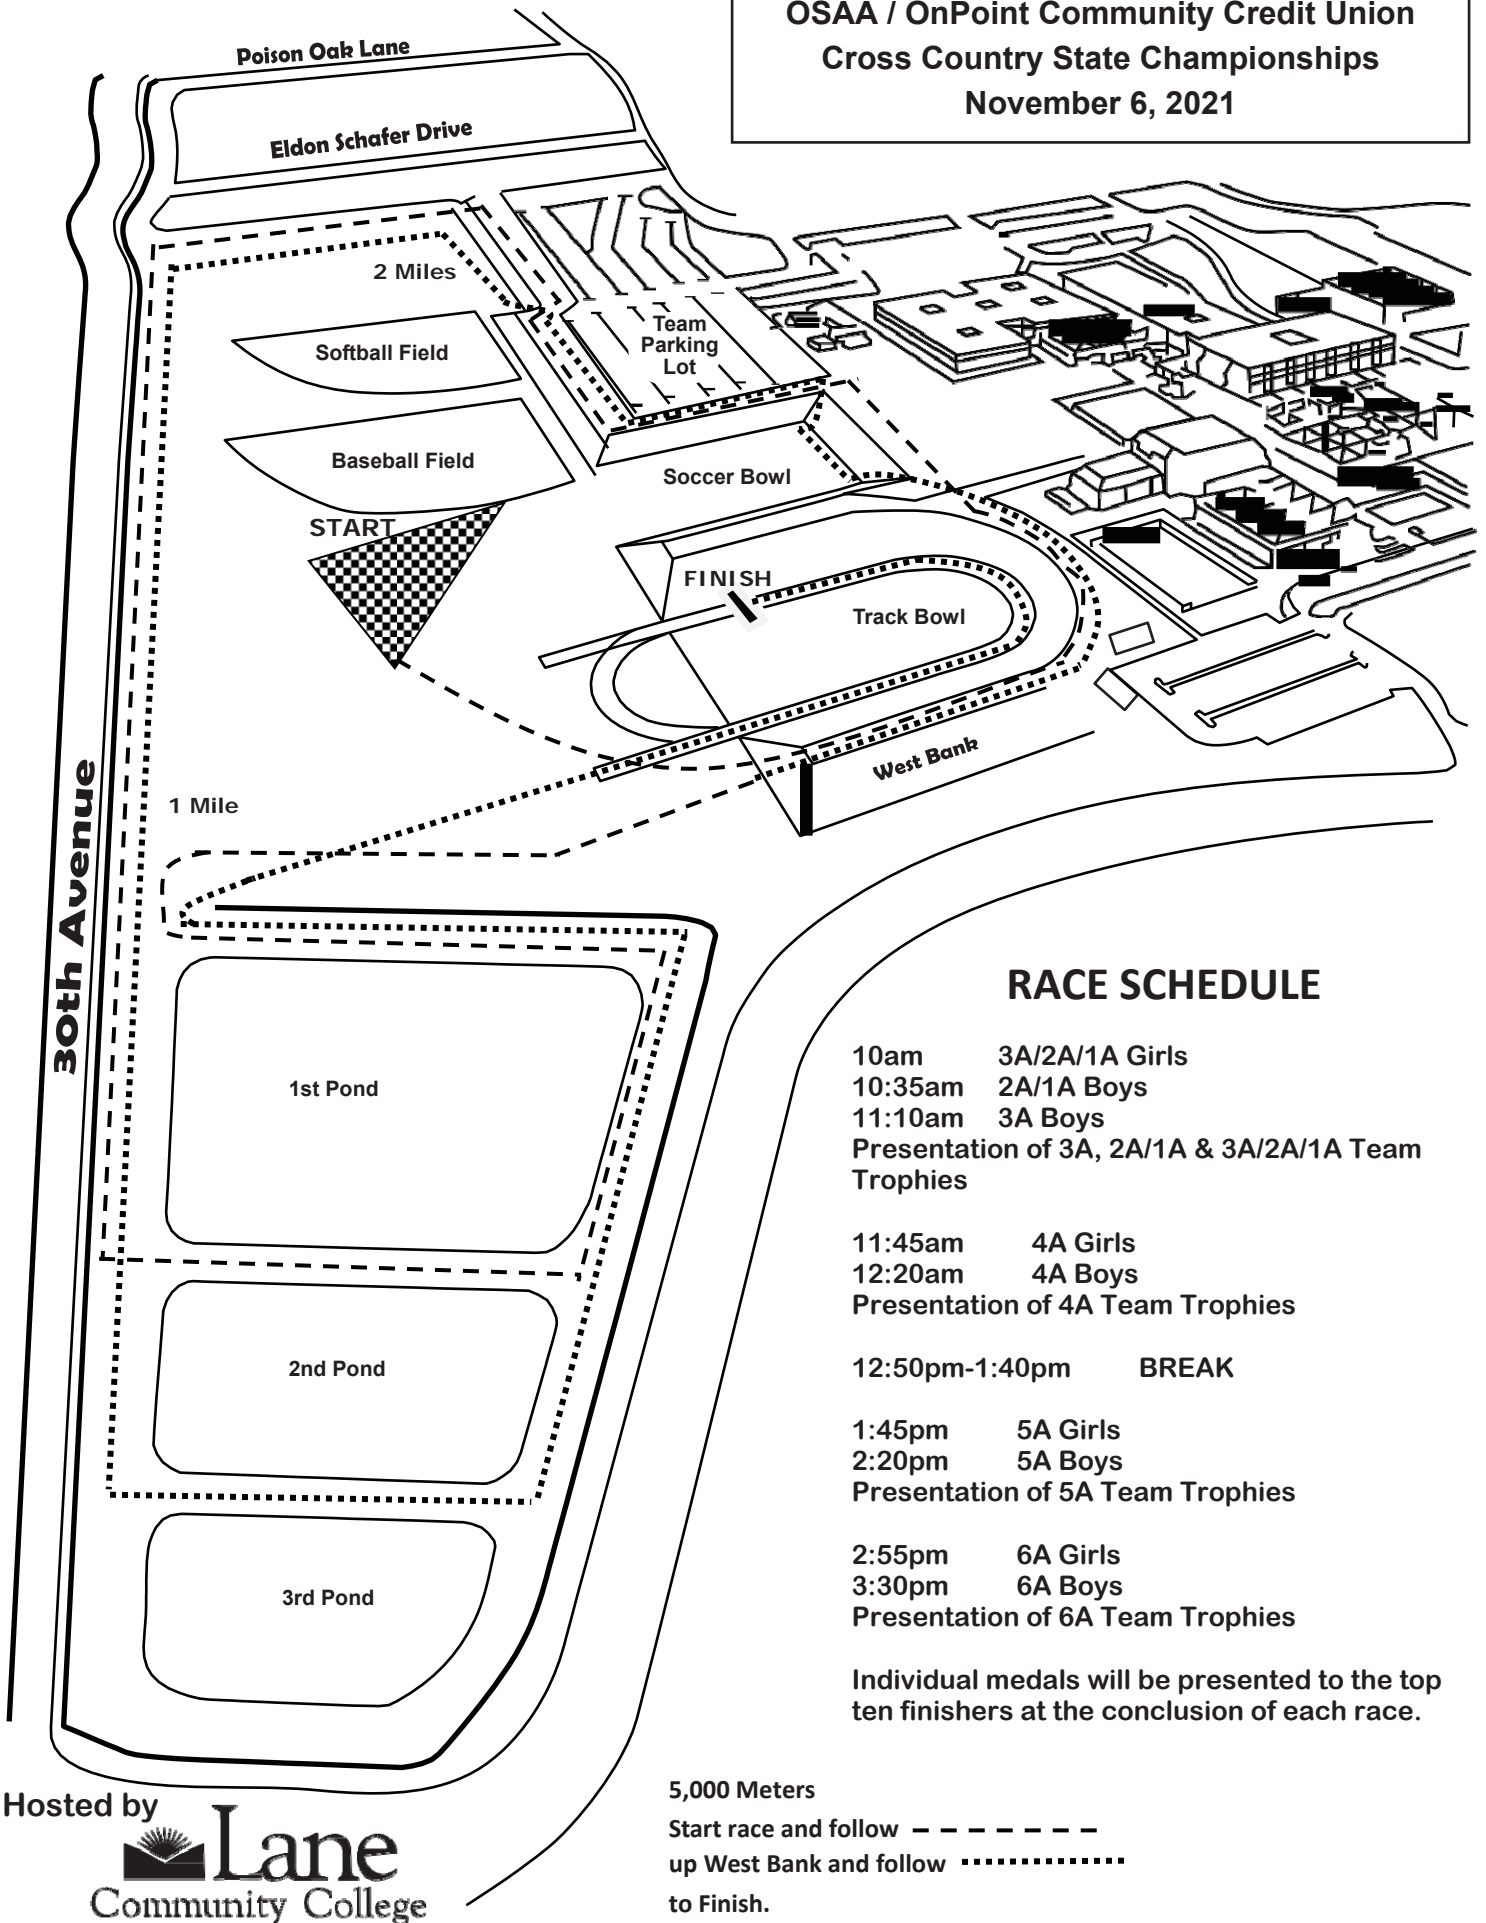 OSAA / OnPoint Community Credit Union
Cross Country State Championships
November 6, 2021
Poison Oak Lane
Eldon Schafer Drive
2 Miles
Softball Field
Team
Parking
Lot
Baseball Field
Soccer Bowl
START
FINISH
Track Bowl
West Bank
30th Avenue
1 Mile
1st Pond
2nd Pond
3rd Pond
RACE SCHEDULE
10am 3A/2A/1A Girls
10:35am 2A/1A Boys
11:10am 3A Boys
Presentation of 3A, 2A/1A & 3A/2A/1A Team
Trophies
11:45am 4A Girls
12:20am 4A Boys
Presentation of 4A Team Trophies
12:50pm-1:40pm BREAK
1:45pm 5A Girls
2:20pm 5A Boys
Presentation of 5A Team Trophies
2:55pm 6A Girls
3:30pm 6A Boys
Presentation of 6A Team Trophies
Individual medals will be presented to the top
ten finishers at the conclusion of each race.
Hosted by
Lane
Community College
5,000 Meters
Start race and follow
up West Bank and follow
to Finish.